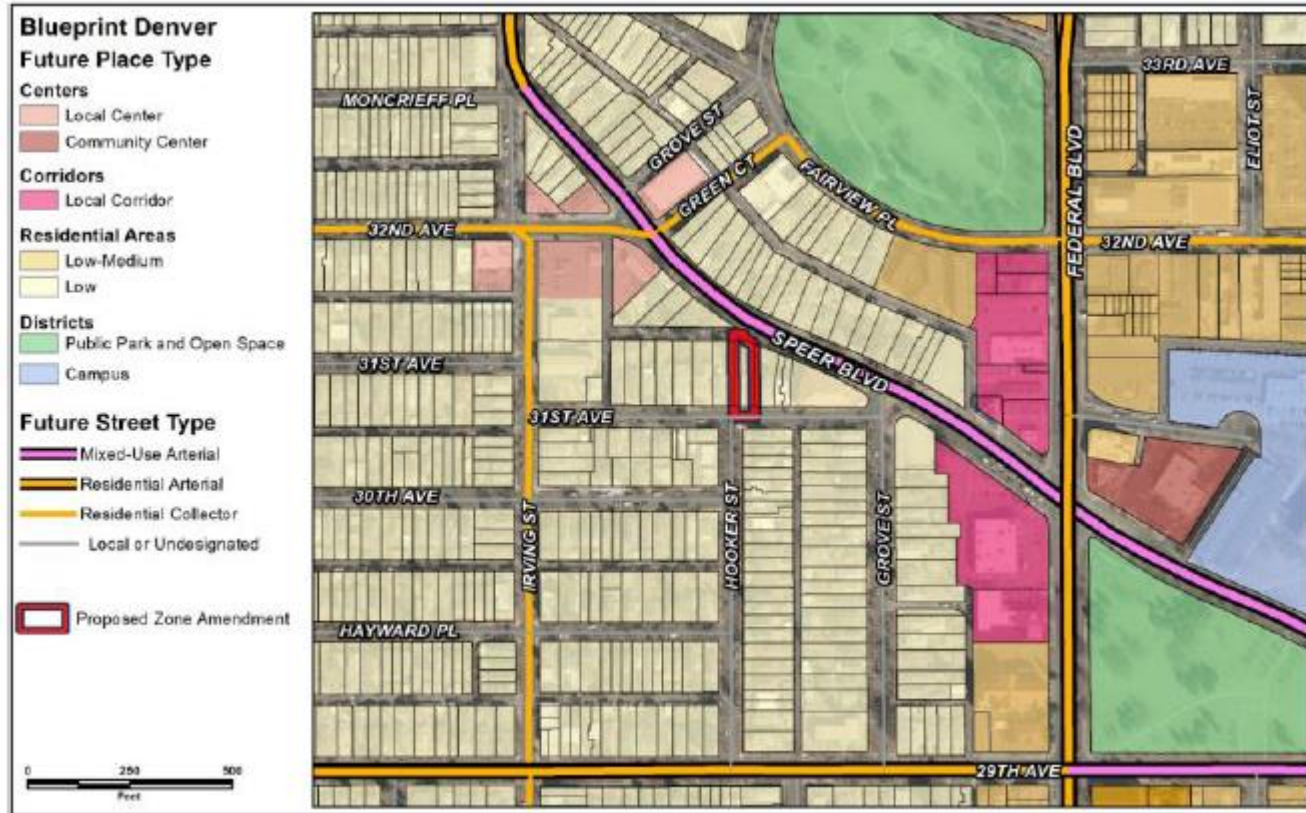 Blueprint Denver
Future Place Type
Centers
Local Center
Community Center
Corridors
Local Corridor
Residential Areas
Low-Medium
Low
Districts
Public Park and Open Space
Campus
Future Street Type
Mixed-Use Arterial
Residential Arterial
Residential Collector
Local or Undesignated
Proposed Zone Amendment
0 250 500
Feet
33RD AVE
MONCRIEFF PL
GROVE ST
ELIOT ST
GREEN CT
FAIRVIEW PL
FEDERAL BLVD
32ND AVE
32ND AVE
SPEER BLVD
31ST AVE
31ST AVE
30TH AVE
IRVING ST
HOOKER ST
GROVE ST
HAYWARD PL
29TH AVE